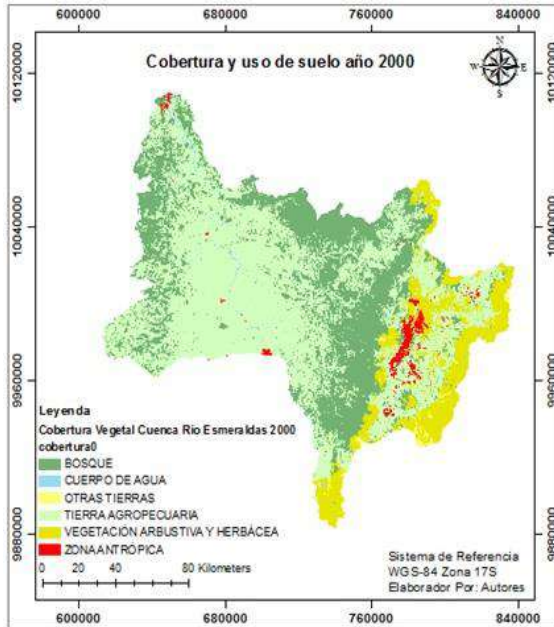 600000 680000 760000 840000
Cobertura y uso de suelo año 2000
N
W E
S
10120000 10120000
10040000 10040000
9960000 9960000
9880000 9880000
Leyenda
Cobertura Vegetal Cuenca Río Esmeraldas 2000
cobertura0
BOSQUE
CUERPO DE AGUA
OTRAS TIERRAS
TIERRA AGROPECUARIA
VEGETACIÓN ARBUSTIVA Y HERBÁCEA
ZONA ANTRÓPICA
0 20 40 80 Kilometers
Sistema de Referencia
WGS-84 Zona 17S
Elaborador Por: Autores
600000 680000 760000 840000